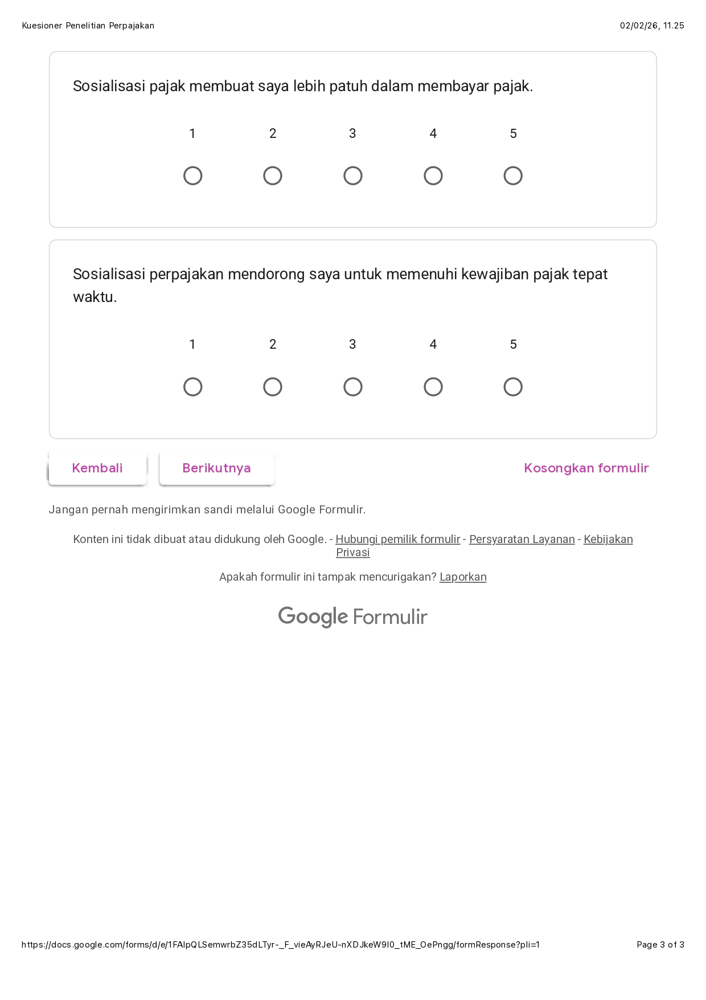 Kuesioner Penelitian Perpajakan 02/02/26, 11.25
Sosialisasi pajak membuat saya lebih patuh dalam membayar pajak.
1 2 3 4 5
Sosialisasi perpajakan mendorong saya untuk memenuhi kewajiban pajak tepat
waktu.
1 2 3 4 5
Kembali Berikutnya Kosongkan formulir
Jangan pernah mengirimkan sandi melalui Google Formulir.
Konten ini tidak dibuat atau didukung oleh Google. - Hubungi pemilik formulir - Persyaratan Layanan - Kebijakan
Privasi
Apakah formulir ini tampak mencurigakan? Laporkan
Google Formulir
https://docs.google.com/forms/d/e/1FAIpQLSemwrbZ35dLTyr-_F_vieAyRJeU-nXDJkeW9I0_tME_OePngg/formResponse?pli=1 Page 3 of 3